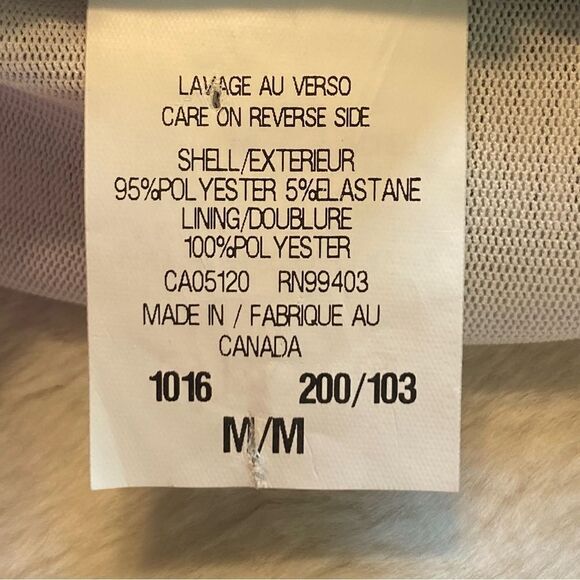 LAVAGE AU VERSO
CARE ON REVERSE SIDE
SHELL/EXTERIEUR
95%POLYESTER 5%ELASTANE
LINING/DOUBLURE
100%POLYESTER
CA05120 RN99403
MADE IN / FABRIQUE AU
CANADA
1016 200/103
M/M